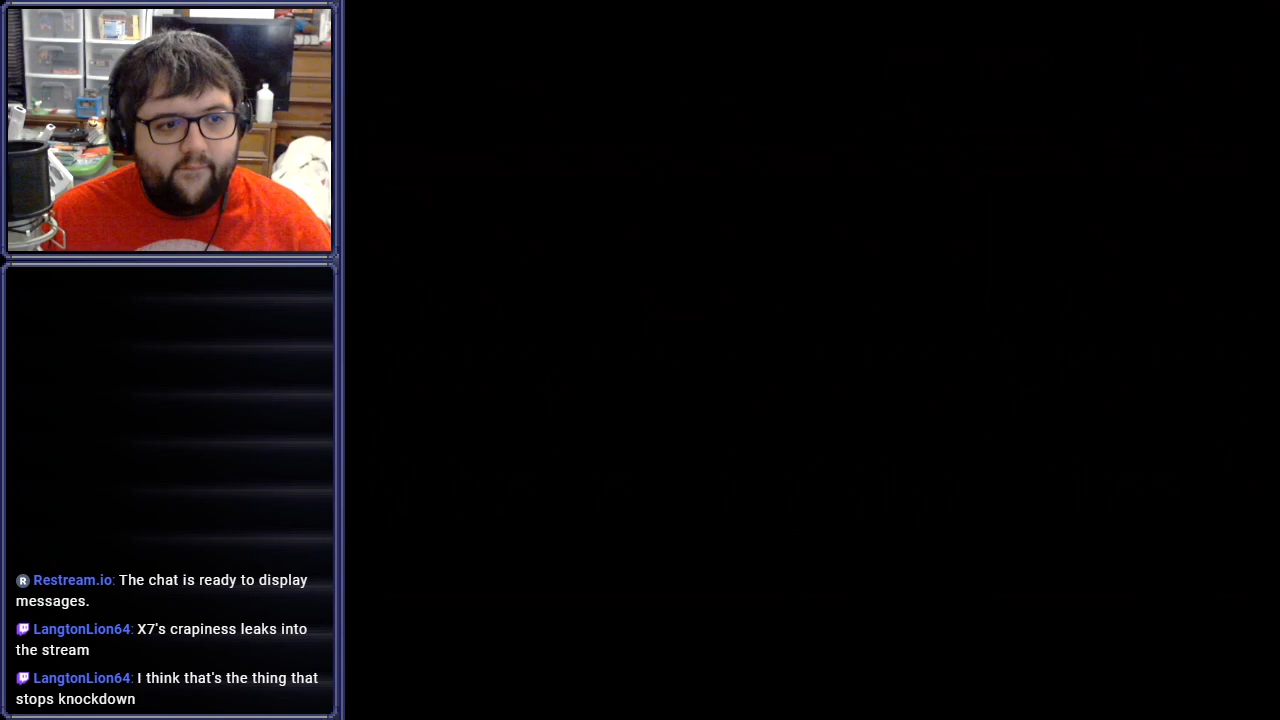 Restream.io: The chat is ready to display
messages.
LangtonLion64: X7's crapiness leaks into
the stream
LangtonLion64: I think that's the thing that
stops knockdown